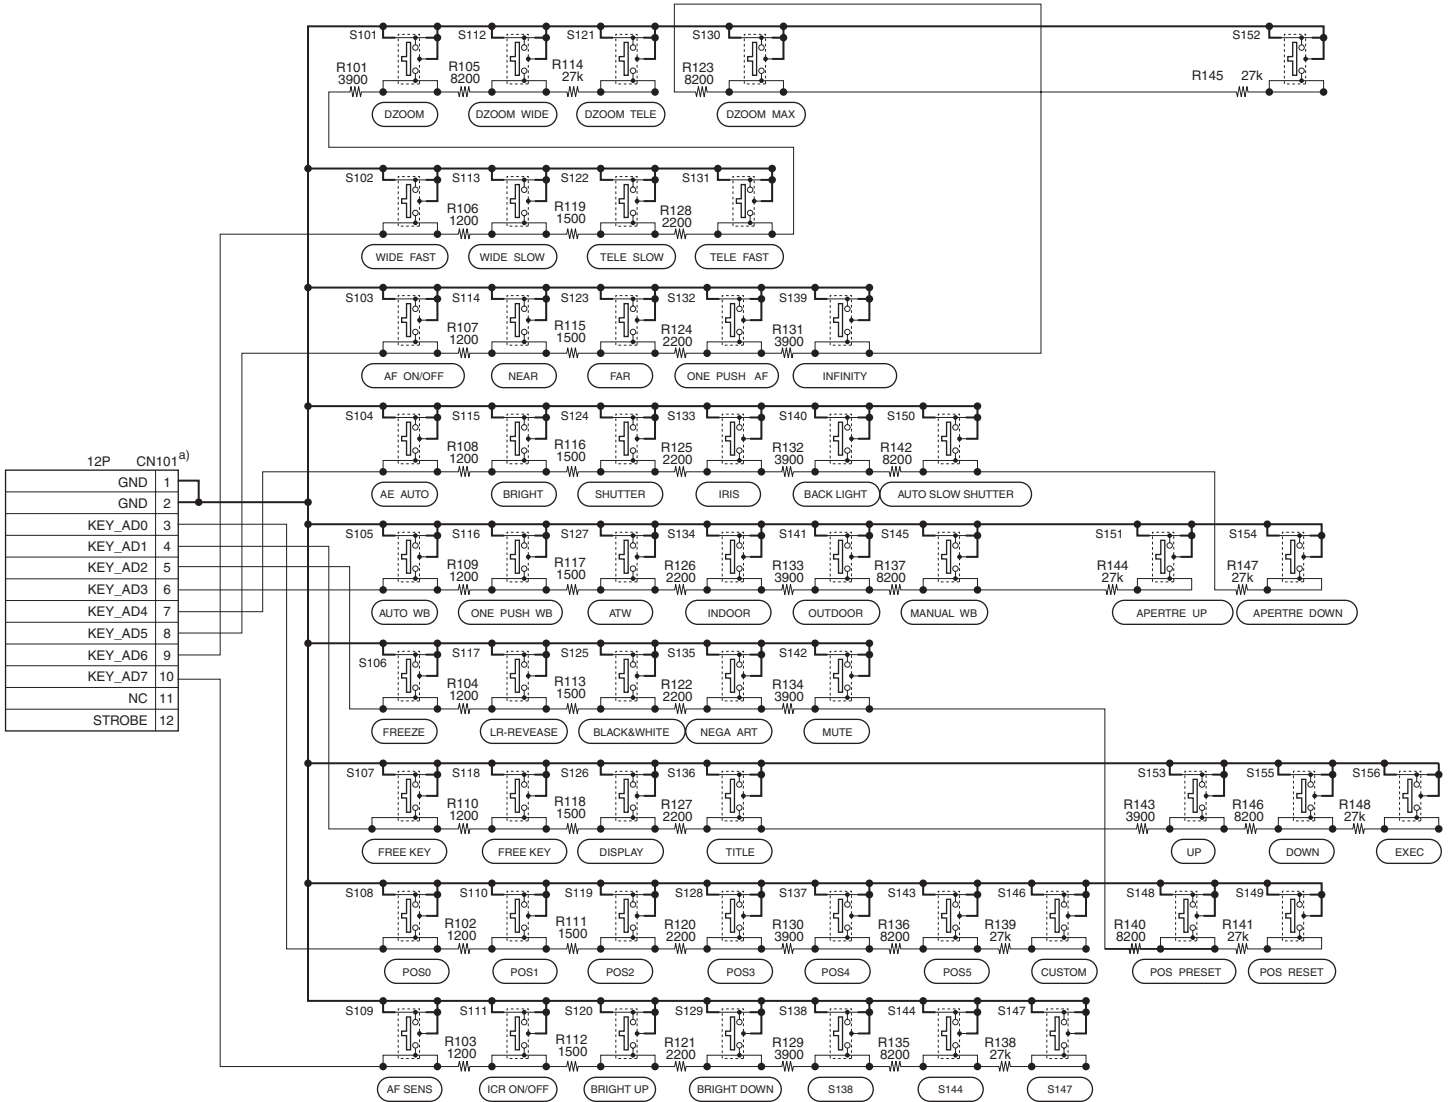 S101 S112 S121 S130 S152
R101 3900 R105 8200 R114 27k R123 8200 R145 27k
DZOOM DZOOM WIDE DZOOM TELE DZOOM MAX
S102 S113 S122 S131
R106 1200 R119 1500 R128 2200
WIDE FAST WIDE SLOW TELE SLOW TELE FAST
S103 S114 S123 S132 S139
R107 1200 R115 1500 R124 2200 R131 3900
AF ON/OFF NEAR FAR ONE PUSH AF INFINITY
S104 S115 S124 S133 S140 S150
R108 1200 R116 1500 R125 2200 R132 3900 R142 8200
AE AUTO BRIGHT SHUTTER IRIS BACK LIGHT AUTO SLOW SHUTTER
12P CN101a)
GND 1
GND 2
KEY_AD0 3
KEY_AD1 4
KEY_AD2 5
KEY_AD3 6
KEY_AD4 7
KEY_AD5 8
KEY_AD6 9
KEY_AD7 10
NC 11
STROBE 12
S105 S116 S127 S134 S141 S145 S151 S154
R109 1200 R117 1500 R126 2200 R133 3900 R137 8200 R144 27k R147 27k
AUTO WB ONE PUSH WB ATW INDOOR OUTDOOR MANUAL WB APERTRE UP APERTRE DOWN
S106 S117 S125 S135 S142
R104 1200 R113 1500 R122 2200 R134 3900
FREEZE LR-REVEASE BLACK&WHITE NEGA ART MUTE
S107 S118 S126 S136 S153 S155 S156
R110 1200 R118 1500 R127 2200 R143 3900 R146 8200 R148 27k
FREE KEY FREE KEY DISPLAY TITLE UP DOWN EXEC
S108 S110 S119 S128 S137 S143 S146 S148 S149
R102 1200 R111 1500 R120 2200 R130 3900 R136 8200 R139 27k R140 8200 R141 27k
POS0 POS1 POS2 POS3 POS4 POS5 CUSTOM POS PRESET POS RESET
S109 S111 S120 S129 S138 S144 S147
R103 1200 R112 1500 R121 2200 R129 3900 R135 8200 R138 27k
AF SENS ICR ON/OFF BRIGHT UP BRIGHT DOWN S138 S144 S147